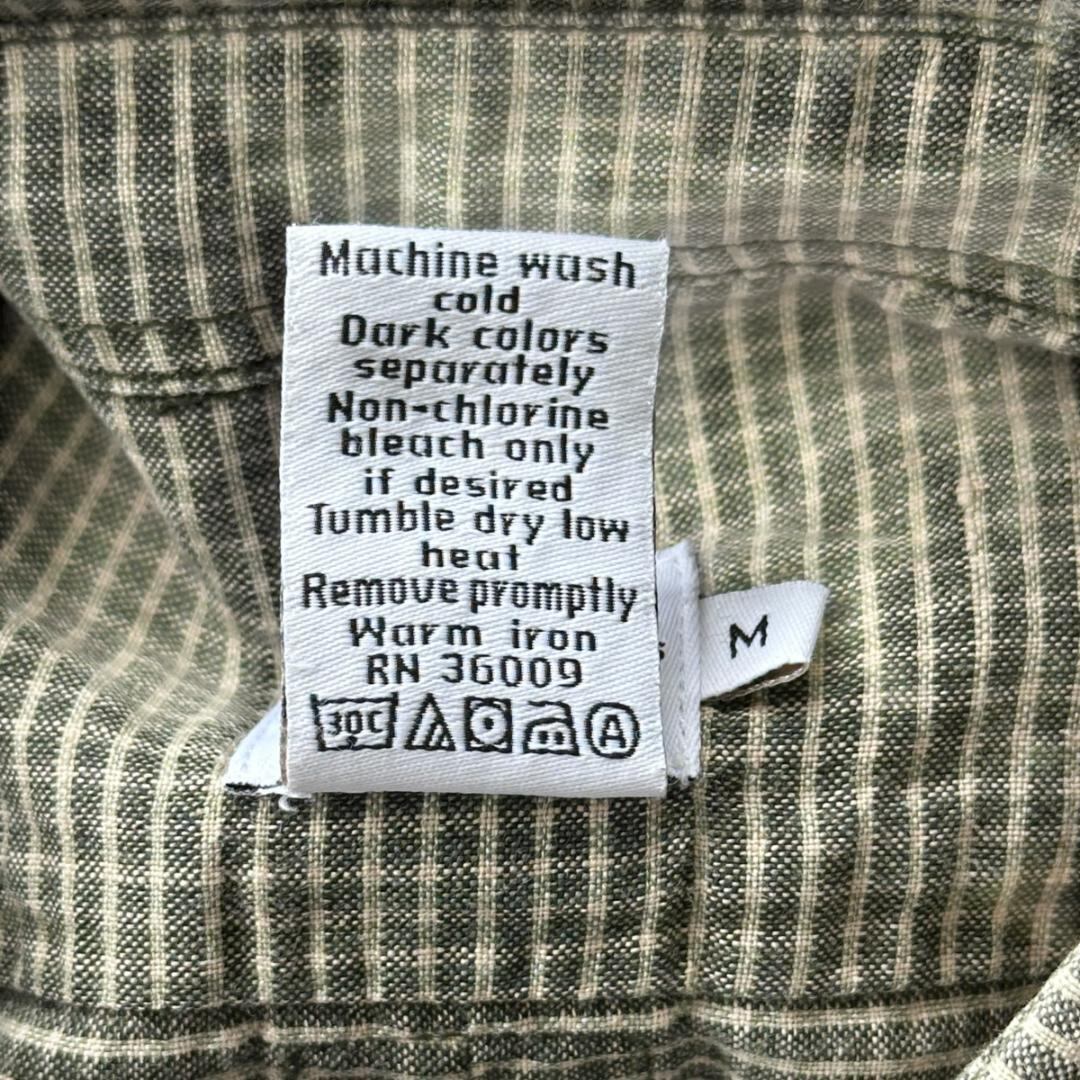 Machine wash
cold
Dark colors
separately
Non-chlorine
bleach only
if desired
Tumble dry low
heat
Remove promptly
Warm iron
RN 36009
30C
A
M